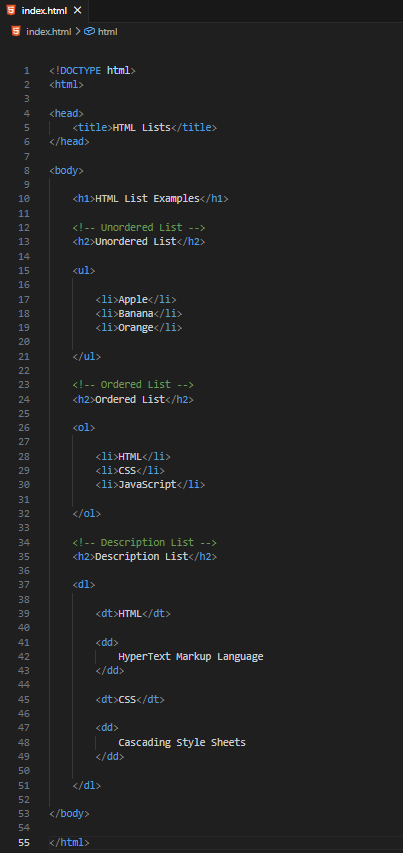 index.html
index.html > html
1 <!DOCTYPE html>
2 <html>
3
4 <head>
5     <title>HTML Lists</title>
6 </head>
7
8 <body>
9
10     <h1>HTML List Examples</h1>
11
12     <!-- Unordered List -->
13     <h2>Unordered List</h2>
14
15     <ul>
16
17         <li>Apple</li>
18         <li>Banana</li>
19         <li>Orange</li>
20
21     </ul>
22
23     <!-- Ordered List -->
24     <h2>Ordered List</h2>
25
26     <ol>
27
28         <li>HTML</li>
29         <li>CSS</li>
30         <li>JavaScript</li>
31
32     </ol>
33
34     <!-- Description List -->
35     <h2>Description List</h2>
36
37     <dl>
38
39         <dt>HTML</dt>
40
41         <dd>
42             HyperText Markup Language
43         </dd>
44
45         <dt>CSS</dt>
46
47         <dd>
48             Cascading Style Sheets
49         </dd>
50
51     </dl>
52
53 </body>
54
55 </html>